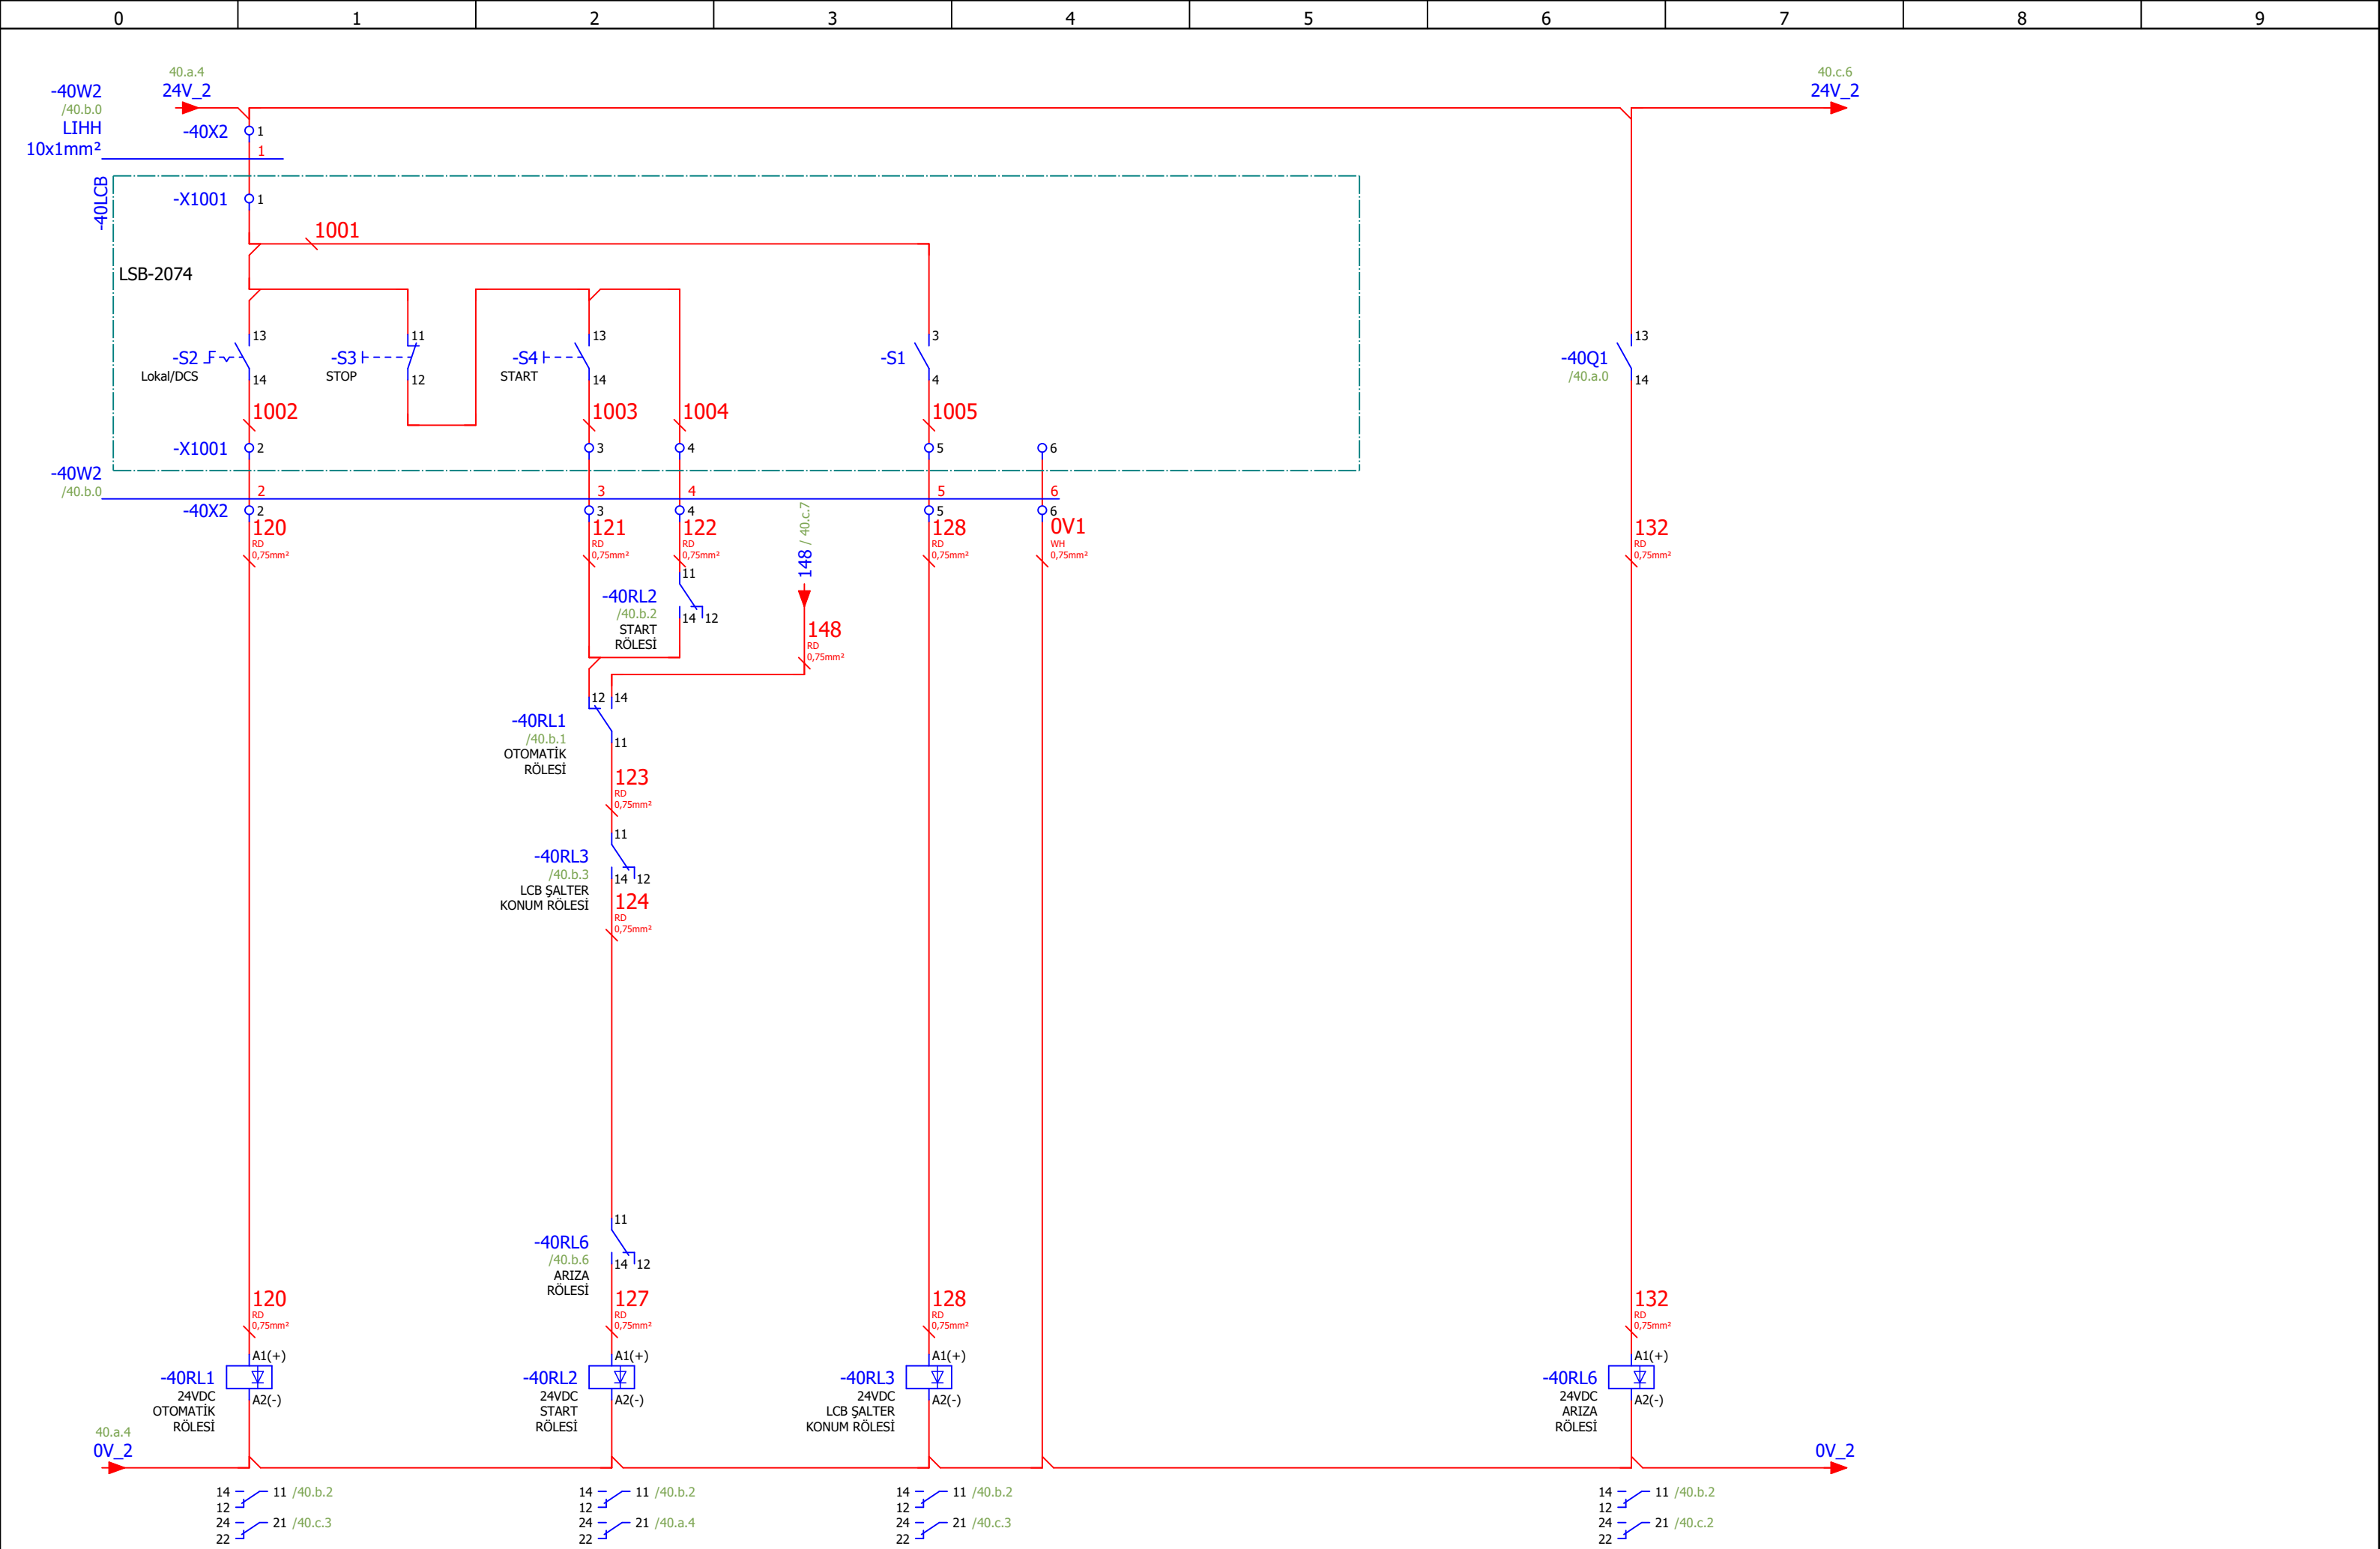 0 1 2 3 4 5 6 7 8 9
40.a.4
24V_2
40.c.6
24V_2
-40W2
/40.b.0
LIHH
10x1mm²
-40X2 1
1
-40LCB
-X1001 1
1001
LSB-2074
13 11 13 3 13
-S2
Lokal/DCS
-S3
STOP
-S4
START
-S1
-40Q1
/40.a.0
14 12 14 4 14
1002 1003 1004 1005
-X1001 2 3 4 5 6
-40W2
/40.b.0
2 3 4 5 6
-40X2 2 3 4 5 6
120
RD
0,75mm²
121
RD
0,75mm²
122
RD
0,75mm²
148 / 40.c.7
128
RD
0,75mm²
0V1
WH
0,75mm²
132
RD
0,75mm²
11
-40RL2
/40.b.2
START
RÖLESİ
14 12
148
RD
0,75mm²
12 14
-40RL1
/40.b.1
OTOMATİK
RÖLESİ
11
123
RD
0,75mm²
11
-40RL3
/40.b.3
LCB ŞALTER
KONUM RÖLESİ
14 12
124
RD
0,75mm²
11
-40RL6
/40.b.6
ARIZA
RÖLESİ
14 12
120
RD
0,75mm²
127
RD
0,75mm²
128
RD
0,75mm²
132
RD
0,75mm²
A1(+)
-40RL1
24VDC
OTOMATİK
RÖLESİ
A2(-)
A1(+)
-40RL2
24VDC
START
RÖLESİ
A2(-)
A1(+)
-40RL3
24VDC
LCB ŞALTER
KONUM RÖLESİ
A2(-)
A1(+)
-40RL6
24VDC
ARIZA
RÖLESİ
A2(-)
40.a.4
0V_2
0V_2
14 11 /40.b.2
12
24 21 /40.c.3
22
14 11 /40.b.2
12
24 21 /40.a.4
22
14 11 /40.b.2
12
24 21 /40.c.3
22
14 11 /40.b.2
12
24 21 /40.c.2
22